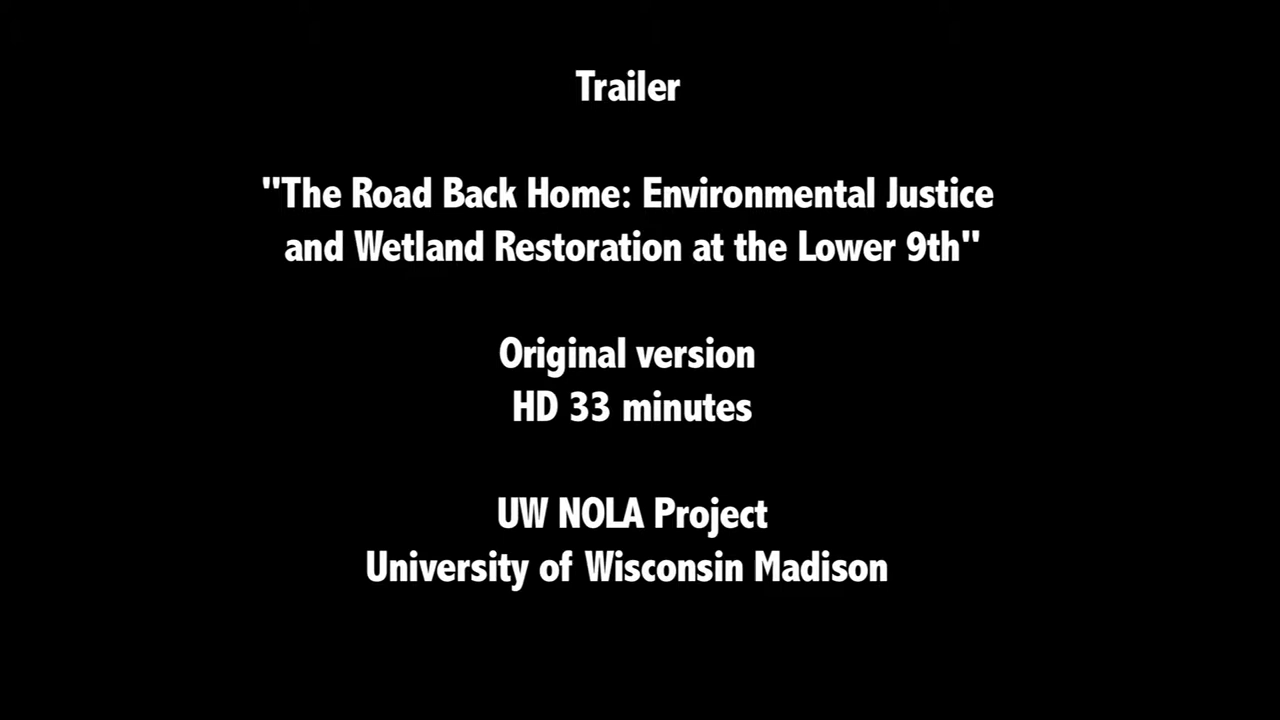 Trailer
"The Road Back Home: Environmental Justice
and Wetland Restoration at the Lower 9th"
Original version
HD 33 minutes
UW NOLA Project
University of Wisconsin Madison